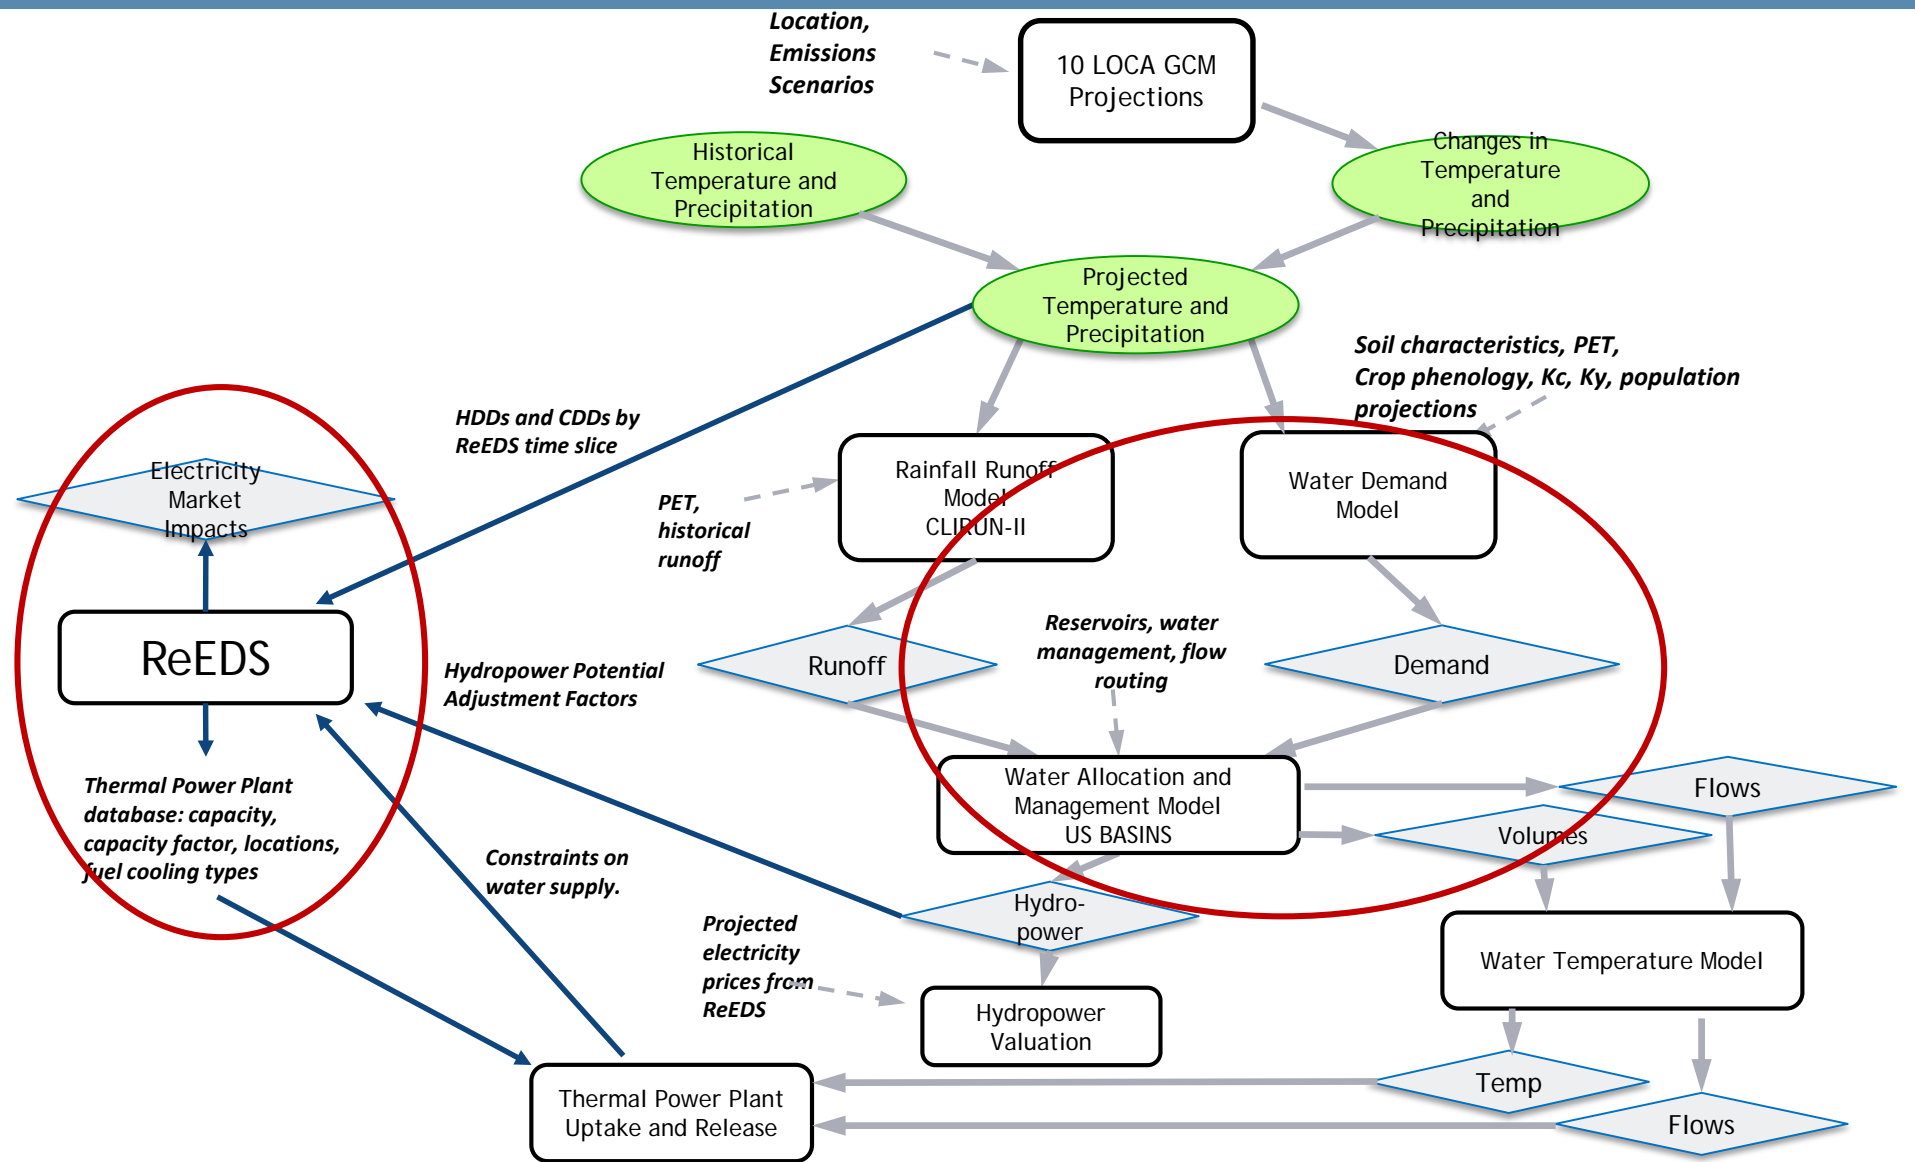 Location,
Emissions
Scenarios
10 LOCA GCM
Projections
Historical
Temperature and
Precipitation
Changes in
Temperature
and
Precipitation
Projected
Temperature and
Precipitation
Soil characteristics, PET,
Crop phenology, Kc, Ky, population
projections
HDDs and CDDs by
ReEDS time slice
Electricity
Market
Impacts
PET,
historical
runoff
Rainfall Runoff
Model
CLIRUN-II
Water Demand
Model
ReEDS
Hydropower Potential
Adjustment Factors
Runoff
Reservoirs, water
management, flow
routing
Demand
Thermal Power Plant
database: capacity,
capacity factor, locations,
fuel cooling types
Constraints on
water supply.
Water Allocation and
Management Model
US BASINS
Flows
Volumes
Hydro-
power
Projected
electricity
prices from
ReEDS
Hydropower
Valuation
Water Temperature Model
Thermal Power Plant
Uptake and Release
Temp
Flows